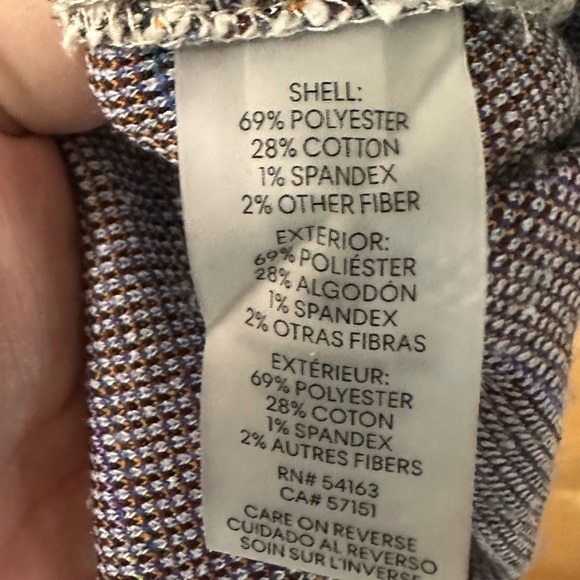 SHELL:
69% POLYESTER
28% COTTON
1% SPANDEX
2% OTHER FIBER
EXTERIOR:
69% POLIÉSTER
28% ALGODÓN
1% SPANDEX
2% OTRAS FIBRAS
EXTÉRIEUR:
69% POLYESTER
28% COTON
1% SPANDEX
2% AUTRES FIBERS
RN# 54163
CA# 57151
CARE ON REVERSE
CUIDADO AL REVERSO
SOIN SUR L'INVERSE